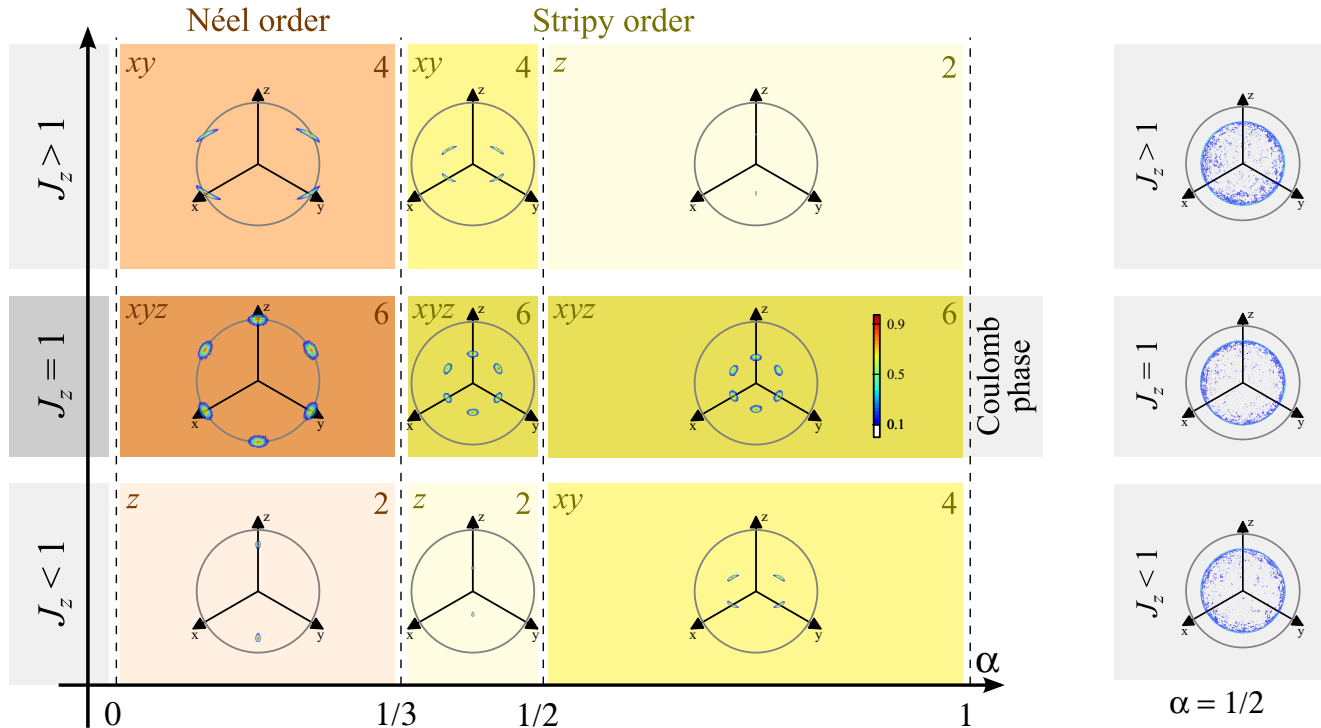 Néel order
Stripy order
J_z > 1
xy 4
z
x
y
xy 4
z
x
y
z 2
z
x
y
J_z > 1
z
x
y
J_z = 1
xyz 6
z
x
y
xyz 6
z
x
y
xyz 6
z
x
y
0.9
0.5
0.1
Coulomb
phase
J_z = 1
z
x
y
J_z < 1
z 2
z
x
y
z 2
z
x
y
xy 4
z
x
y
J_z < 1
z
x
y
α
0 1/3 1/2 1
α = 1/2